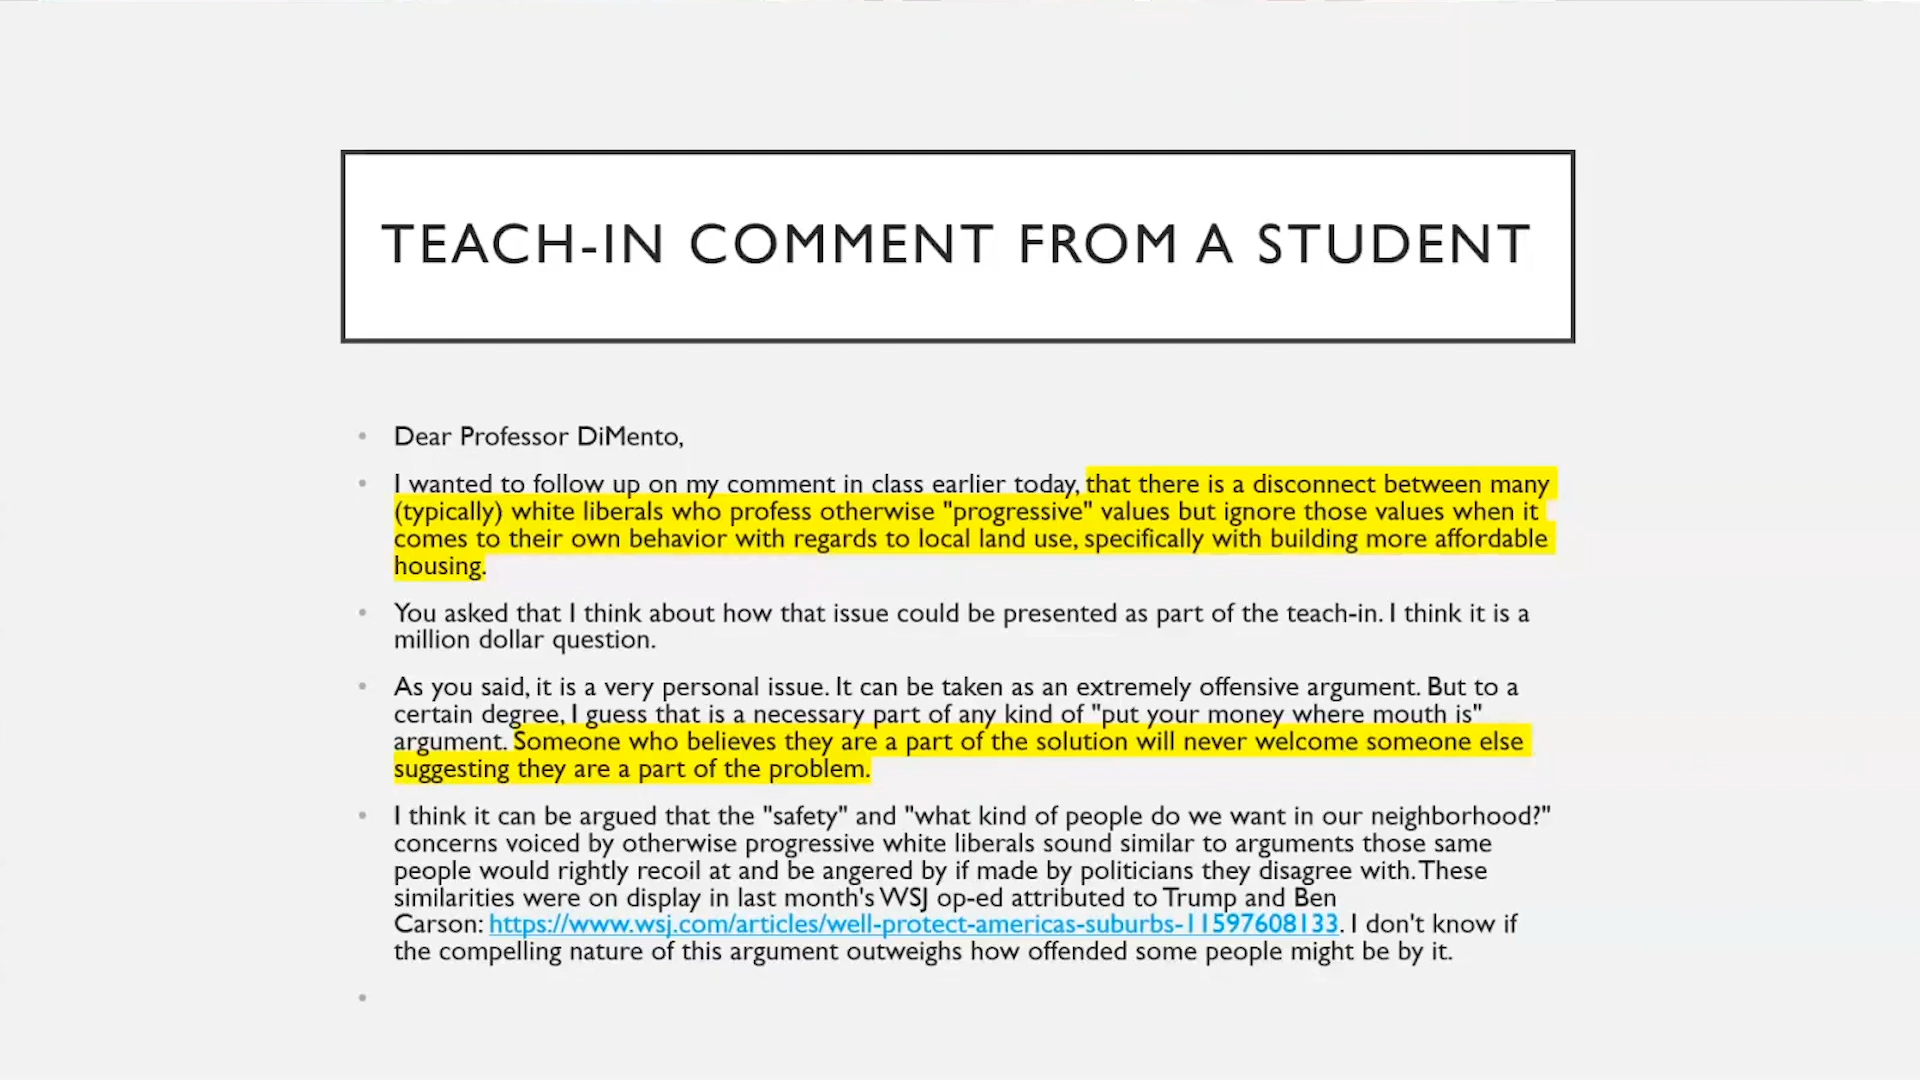 TEACH-IN COMMENT FROM A STUDENT
• Dear Professor DiMento,
• I wanted to follow up on my comment in class earlier today, that there is a disconnect between many
(typically) white liberals who profess otherwise "progressive" values but ignore those values when it
comes to their own behavior with regards to local land use, specifically with building more affordable
housing.
• You asked that I think about how that issue could be presented as part of the teach-in. I think it is a
million dollar question.
• As you said, it is a very personal issue. It can be taken as an extremely offensive argument. But to a
certain degree, I guess that is a necessary part of any kind of "put your money where mouth is"
argument. Someone who believes they are a part of the solution will never welcome someone else
suggesting they are a part of the problem.
• I think it can be argued that the "safety" and "what kind of people do we want in our neighborhood?"
concerns voiced by otherwise progressive white liberals sound similar to arguments those same
people would rightly recoil at and be angered by if made by politicians they disagree with. These
similarities were on display in last month's WSJ op-ed attributed to Trump and Ben
Carson: https://www.wsj.com/articles/well-protect-americas-suburbs-11597608133. I don't know if
the compelling nature of this argument outweighs how offended some people might be by it.
•